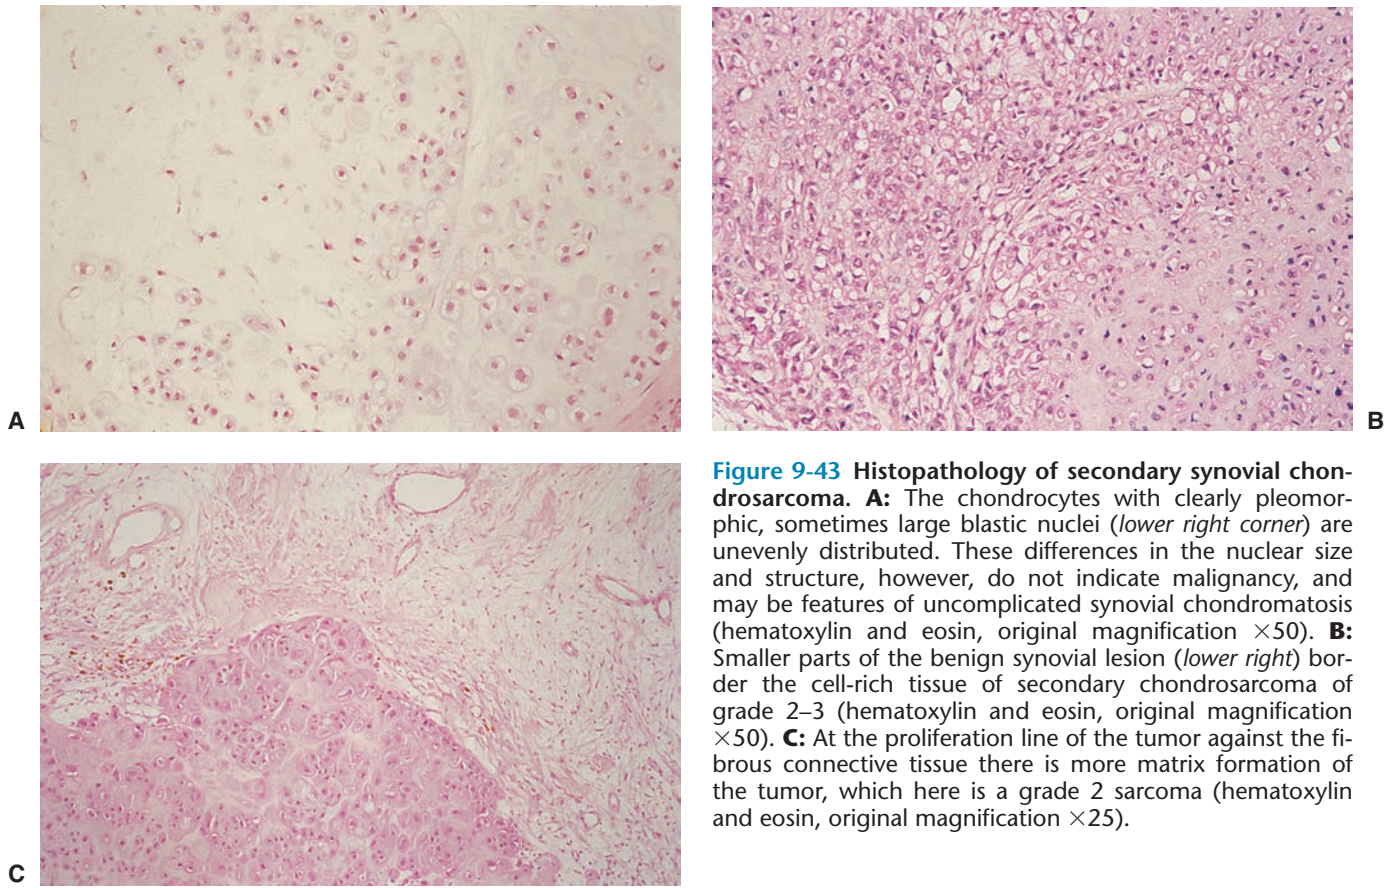 A
B
Figure 9-43 Histopathology of secondary synovial chon-
drosarcoma. A: The chondrocytes with clearly pleomor-
phic, sometimes large blastic nuclei (lower right corner) are
unevenly distributed. These differences in the nuclear size
and structure, however, do not indicate malignancy, and
may be features of uncomplicated synovial chondromatosis
(hematoxylin and eosin, original magnification ×50). B:
Smaller parts of the benign synovial lesion (lower right) bor-
der the cell-rich tissue of secondary chondrosarcoma of
grade 2–3 (hematoxylin and eosin, original magnification
×50). C: At the proliferation line of the tumor against the fi-
brous connective tissue there is more matrix formation of
the tumor, which here is a grade 2 sarcoma (hematoxylin
and eosin, original magnification ×25).
C